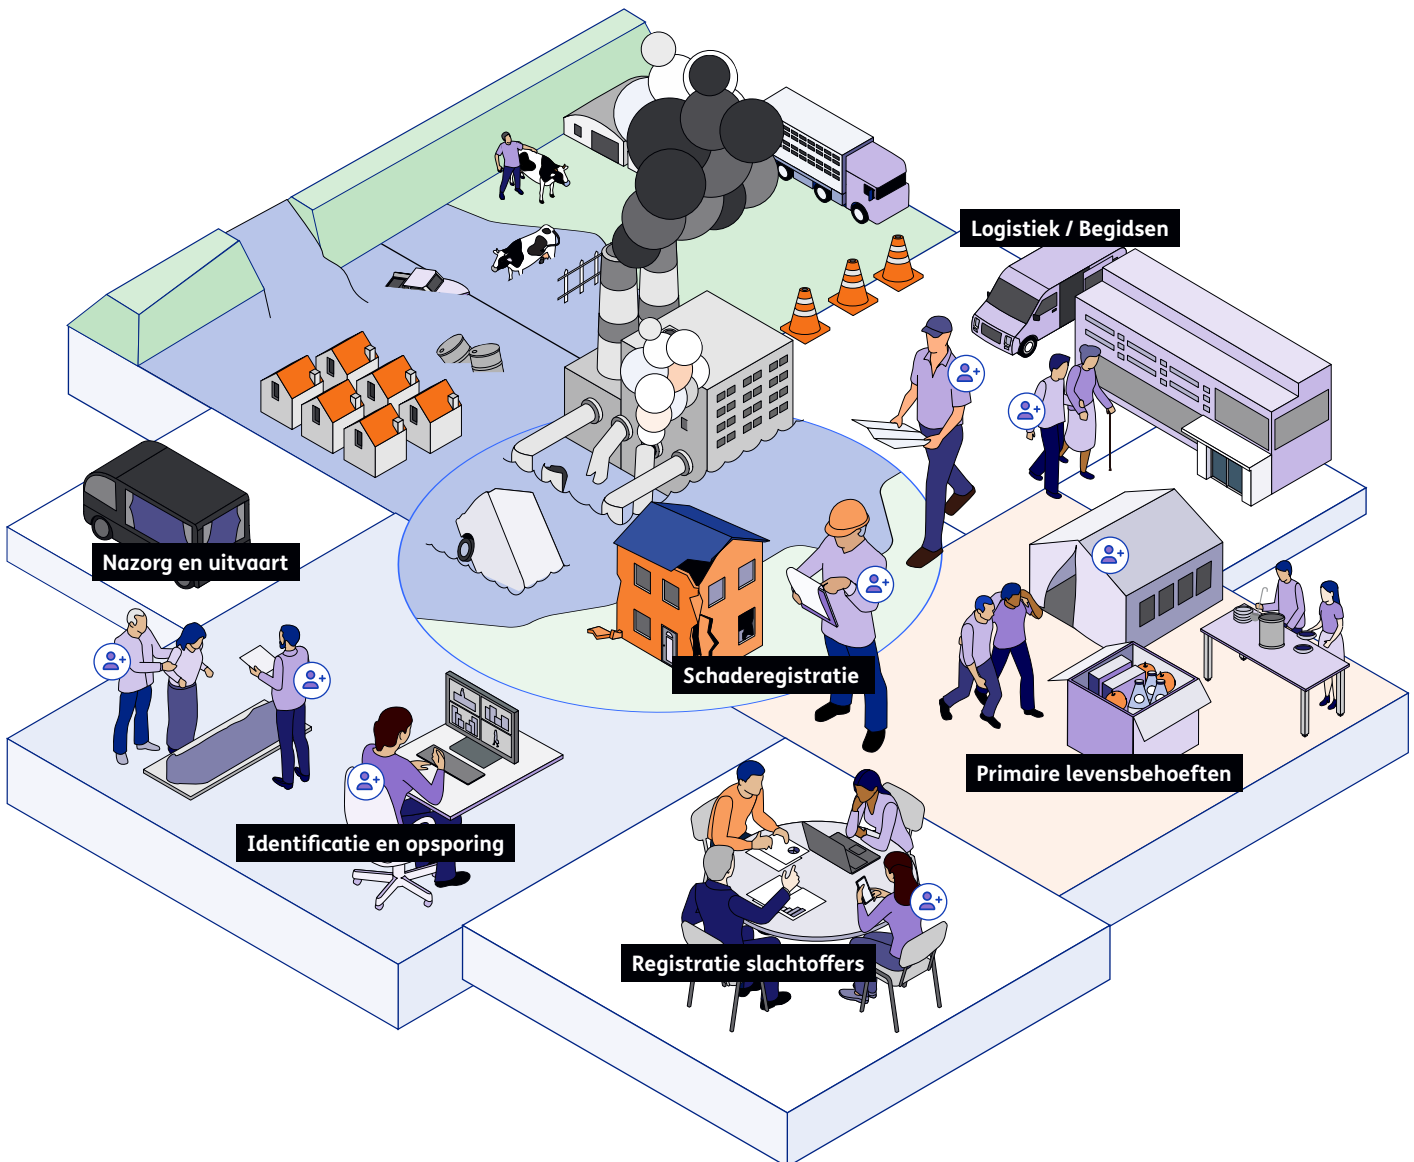 Logistiek / Begidsen
Nazorg en uitvaart
Schaderegistratie
Primaire levensbehoeften
Identificatie en opsporing
Registratie slachtoffers